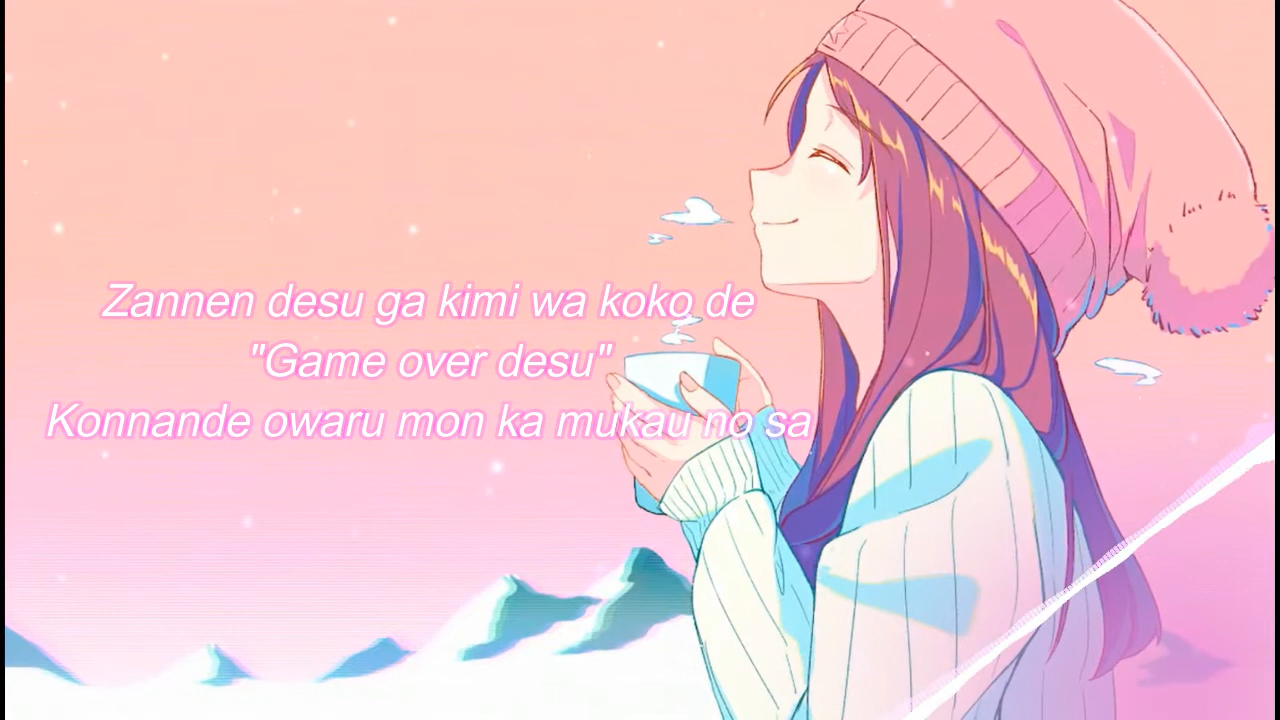 Zannen desu ga kimi wa koko de
"Game over desu"
Konnande owaru mon ka mukau no sa